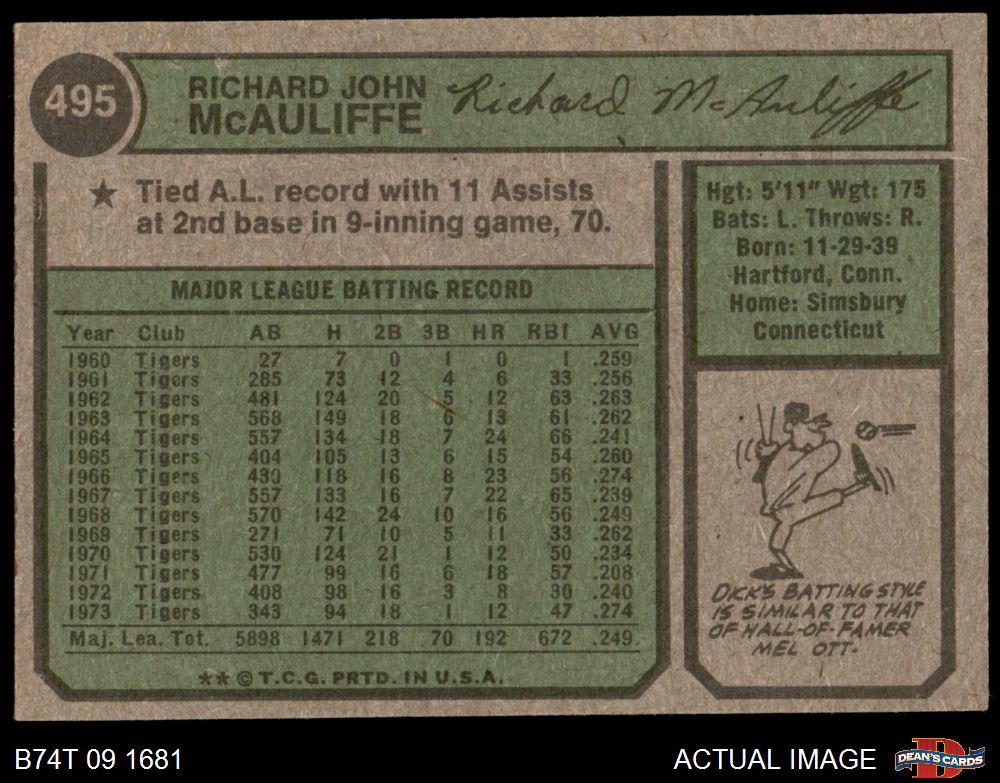 495
RICHARD JOHN
McAULIFFE
Richard McAuliffe
★ Tied A.L. record with 11 Assists
at 2nd base in 9-inning game, 70.
Hgt: 5'11" Wgt: 175
Bats: L. Throws: R.
Born: 11-29-39
Hartford, Conn.
Home: Simsbury
Connecticut
MAJOR LEAGUE BATTING RECORD
Year Club AB H 2B 3B HR RBI AVG
1960 Tigers 27 7 0 1 0 1 .259
1961 Tigers 285 73 12 4 6 33 .256
1962 Tigers 481 124 20 5 12 63 .263
1963 Tigers 568 149 18 6 13 61 .262
1964 Tigers 557 134 18 7 24 66 .241
1965 Tigers 404 105 13 6 15 54 .260
1966 Tigers 430 118 16 8 23 56 .274
1967 Tigers 557 133 16 7 22 65 .239
1968 Tigers 570 142 24 10 16 56 .249
1969 Tigers 271 71 10 5 11 33 .262
1970 Tigers 530 124 21 1 12 50 .234
1971 Tigers 477 99 16 6 18 57 .208
1972 Tigers 408 98 16 3 8 30 .240
1973 Tigers 343 94 18 1 12 47 .274
Maj. Lea. Tot. 5898 1471 218 70 192 672 .249
** © T.C.G. PRTD. IN U.S.A.
DICK'S BATTING STYLE
IS SIMILAR TO THAT
OF HALL-OF-FAMER
MEL OTT.
B74T 09 1681
ACTUAL IMAGE
D
DEAN'S CARDS